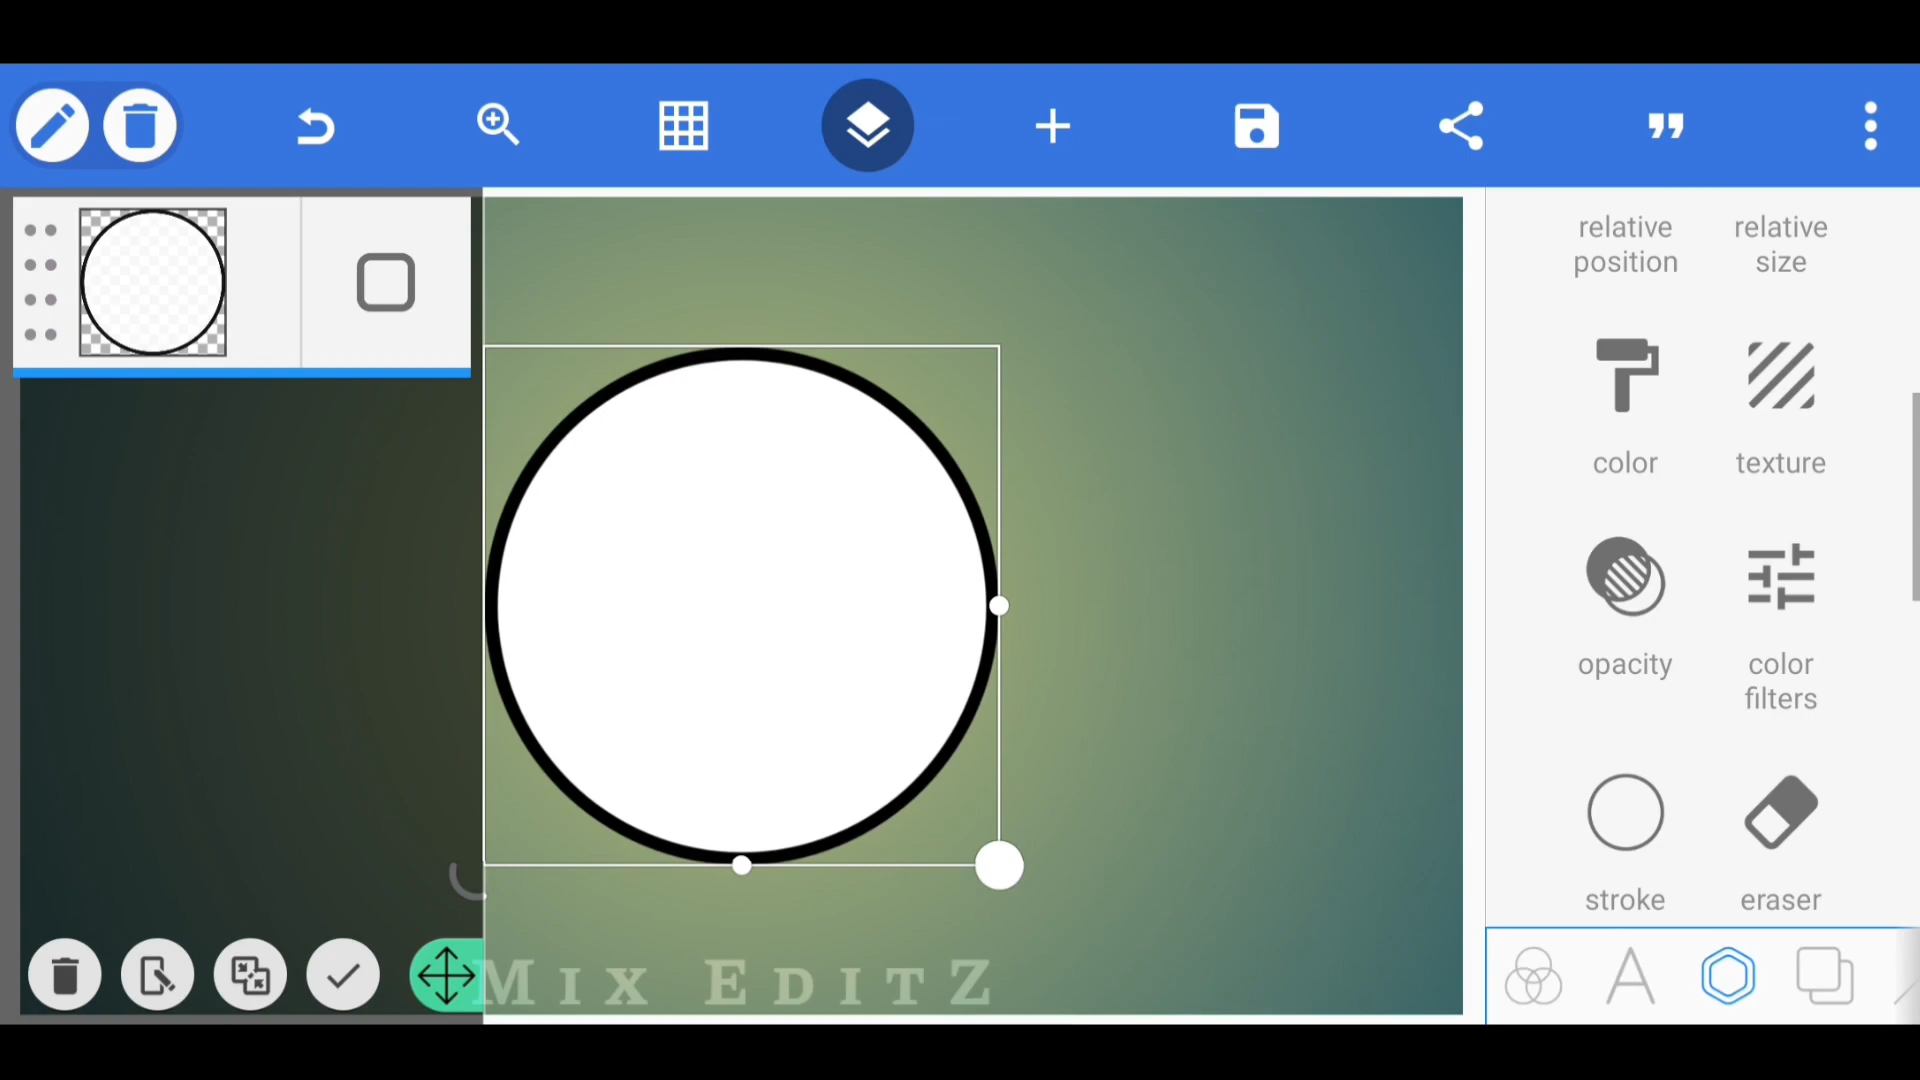 relative
position
relative
size
color
texture
opacity
color
filters
stroke
eraser
MIX EDITZ